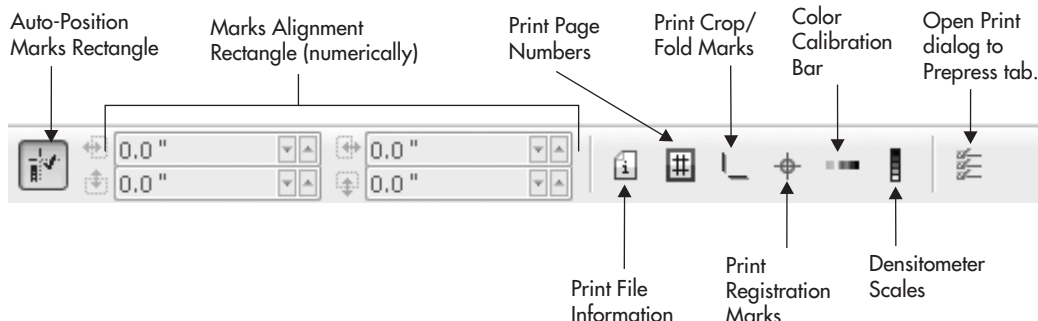 Auto-Position
Marks Rectangle
Marks Alignment
Rectangle (numerically)
Print Page
Numbers
Print Crop/
Fold Marks
Color
Calibration
Bar
Open Print
dialog to
Prepress tab.
0.0 "
0.0 "
0.0 "
0.0 "
Print File
Information
Print
Registration
Marks
Densitometer
Scales